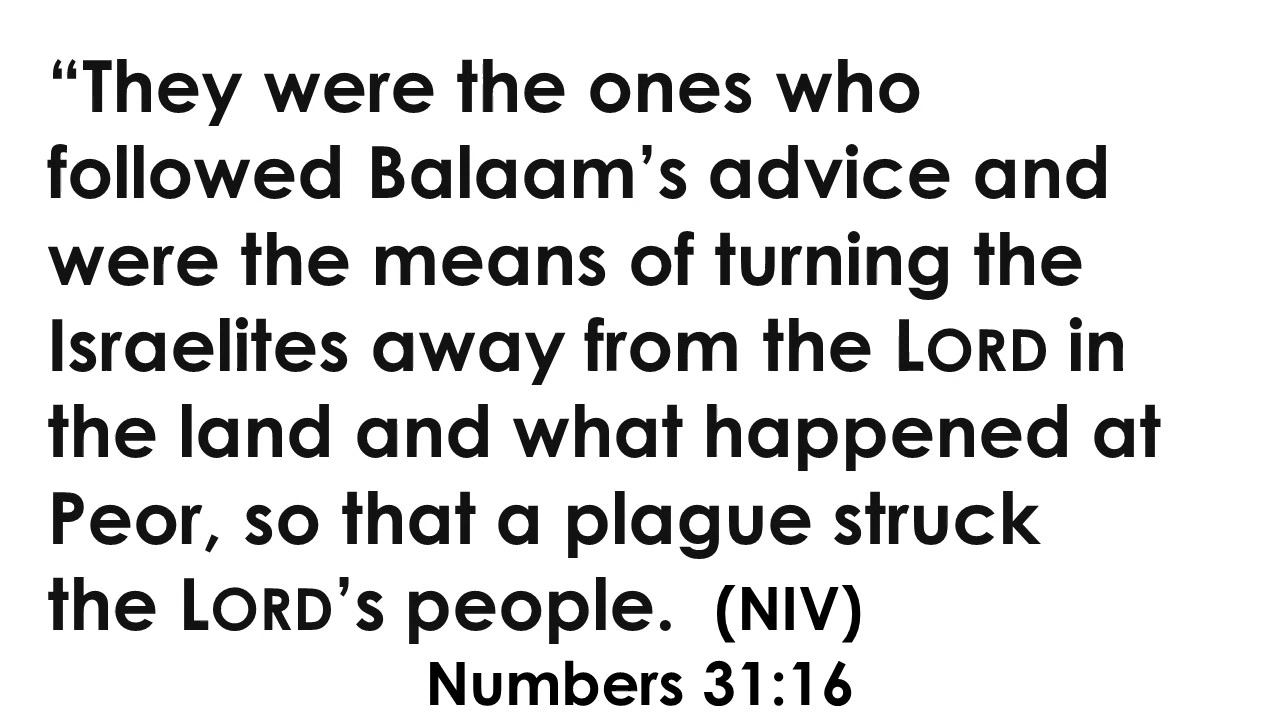 “They were the ones who
followed Balaam’s advice and
were the means of turning the
Israelites away from the LORD in
the land and what happened at
Peor, so that a plague struck
the LORD’s people.  (NIV)
Numbers 31:16